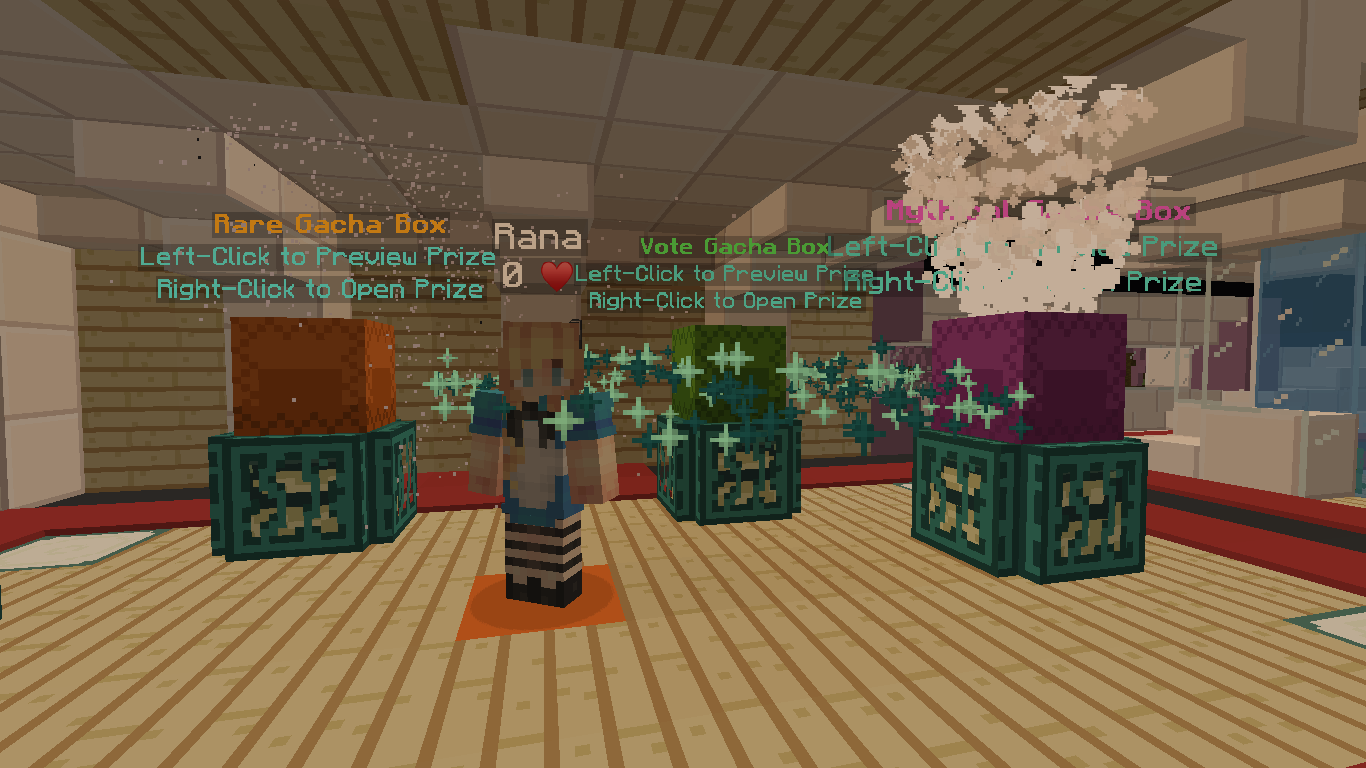 Rare Gacha Box
Left-Click to Preview Prize
Right-Click to Open Prize
Rana
0 ❤
Vote Gacha Box
Left-Click to Preview Prize
Right-Click to Open Prize
Box
Prize
Prize